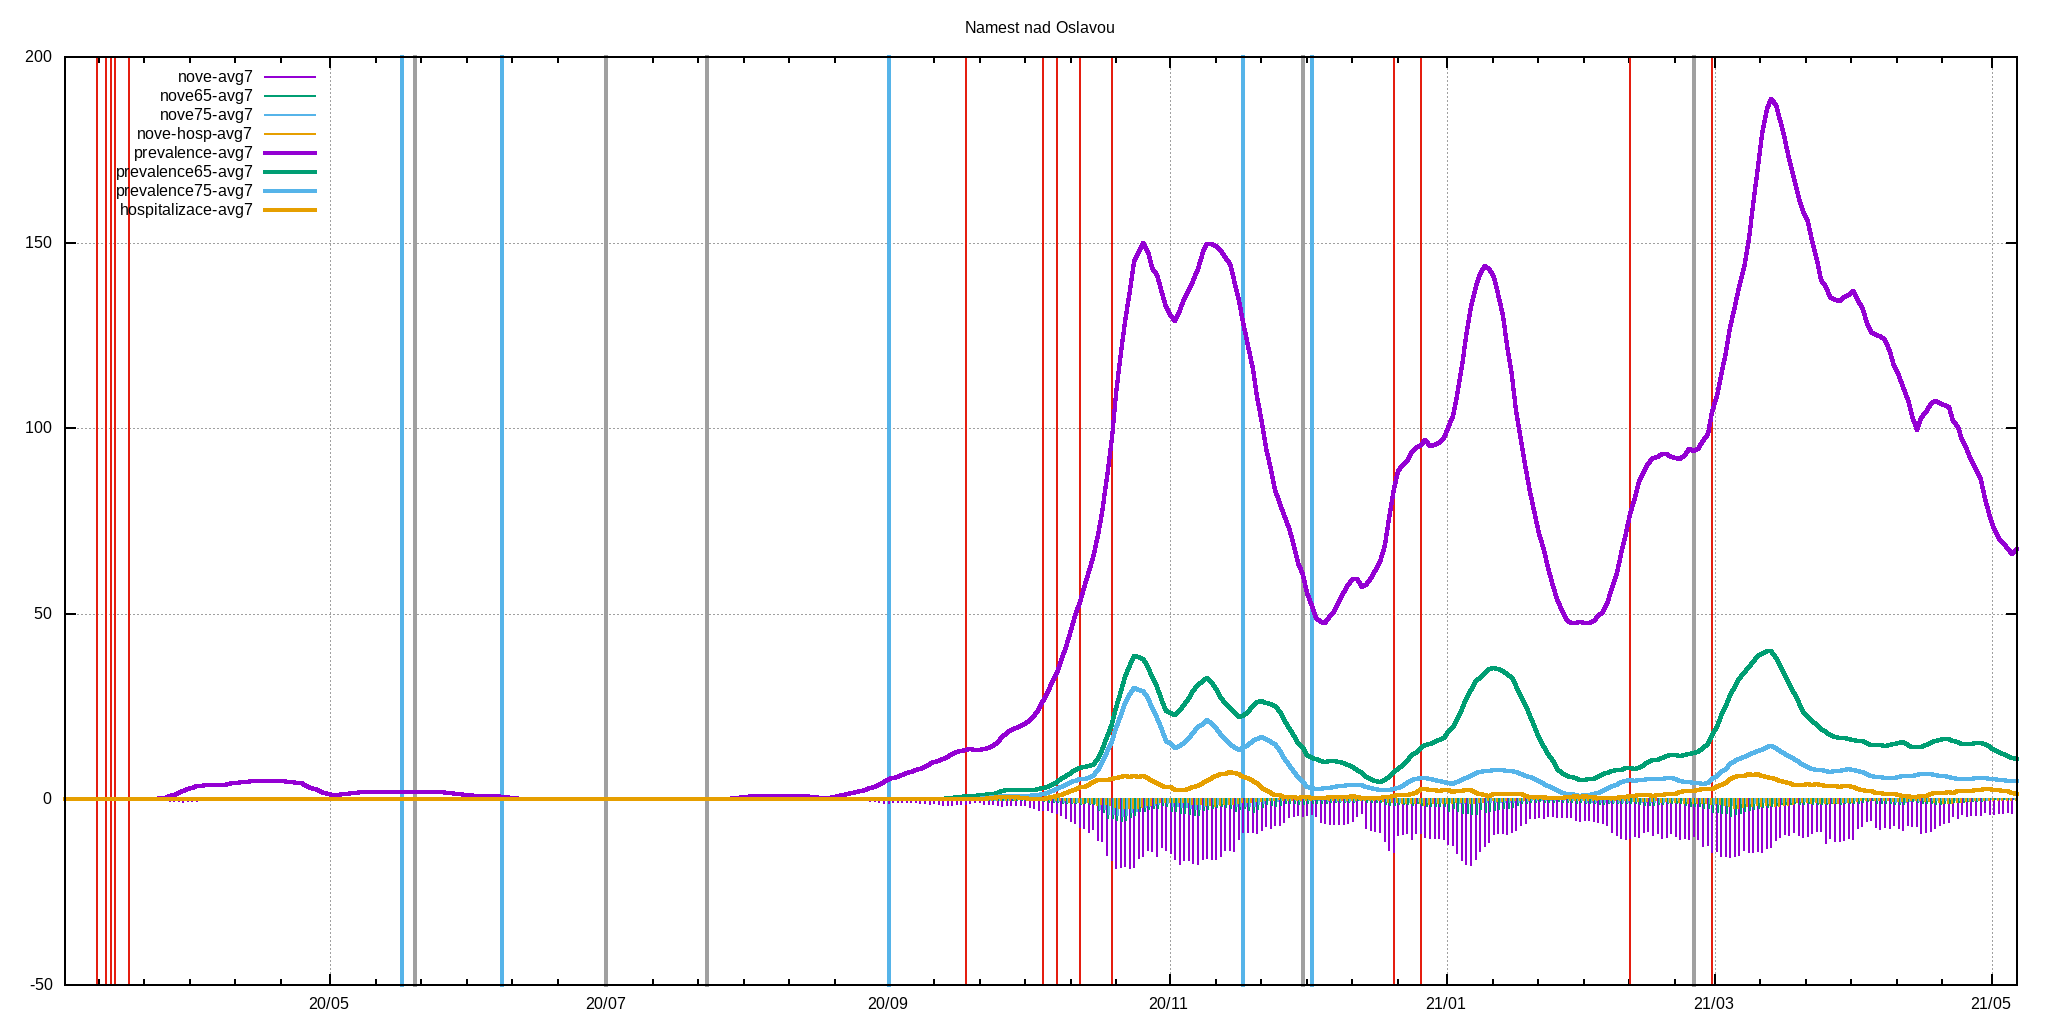 Namest nad Oslavou
200
150
100
50
0
-50
nove-avg7
nove65-avg7
nove75-avg7
nove-hosp-avg7
prevalence-avg7
prevalence65-avg7
prevalence75-avg7
hospitalizace-avg7
20/05 20/07 20/09 20/11 21/01 21/03 21/05